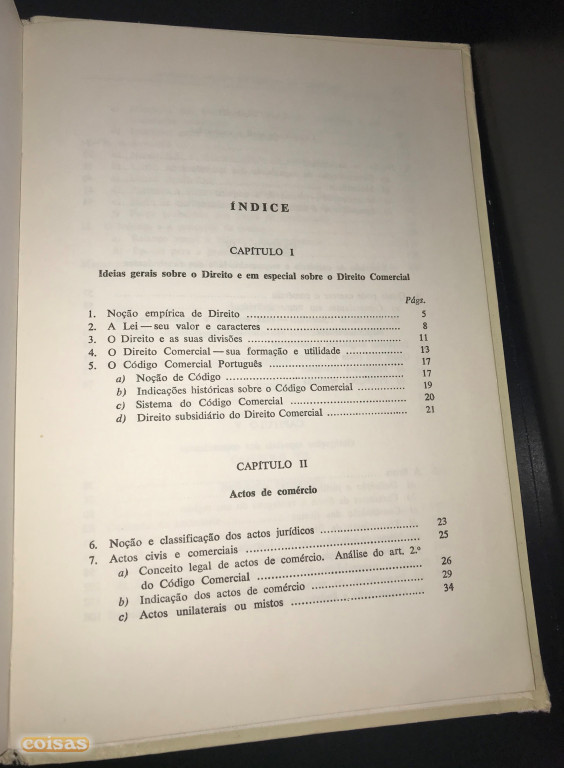 ÍNDICE
CAPÍTULO I
Ideias gerais sobre o Direito e em especial sobre o Direito Comercial
Págs.
1. Noção empírica de Direito ........................................ 5
2. A Lei — seu valor e caracteres ........................................ 8
3. O Direito e as suas divisões ........................................ 11
4. O Direito Comercial — sua formação e utilidade ........................ 13
5. O Código Comercial Português ........................................ 17
a) Noção de Código ........................................ 17
b) Indicações históricas sobre o Código Comercial .................... 19
c) Sistema do Código Comercial ........................................ 20
d) Direito subsidiário do Direito Comercial ........................ 21
CAPÍTULO II
Actos de comércio
6. Noção e classificação dos actos jurídicos ........................ 23
7. Actos civis e comerciais ........................................ 25
a) Conceito legal de actos de comércio. Análise do art. 2.º
do Código Comercial ........................................ 26
b) Indicação dos actos de comércio ........................ 29
c) Actos unilaterais ou mistos ........................................ 34
coisas